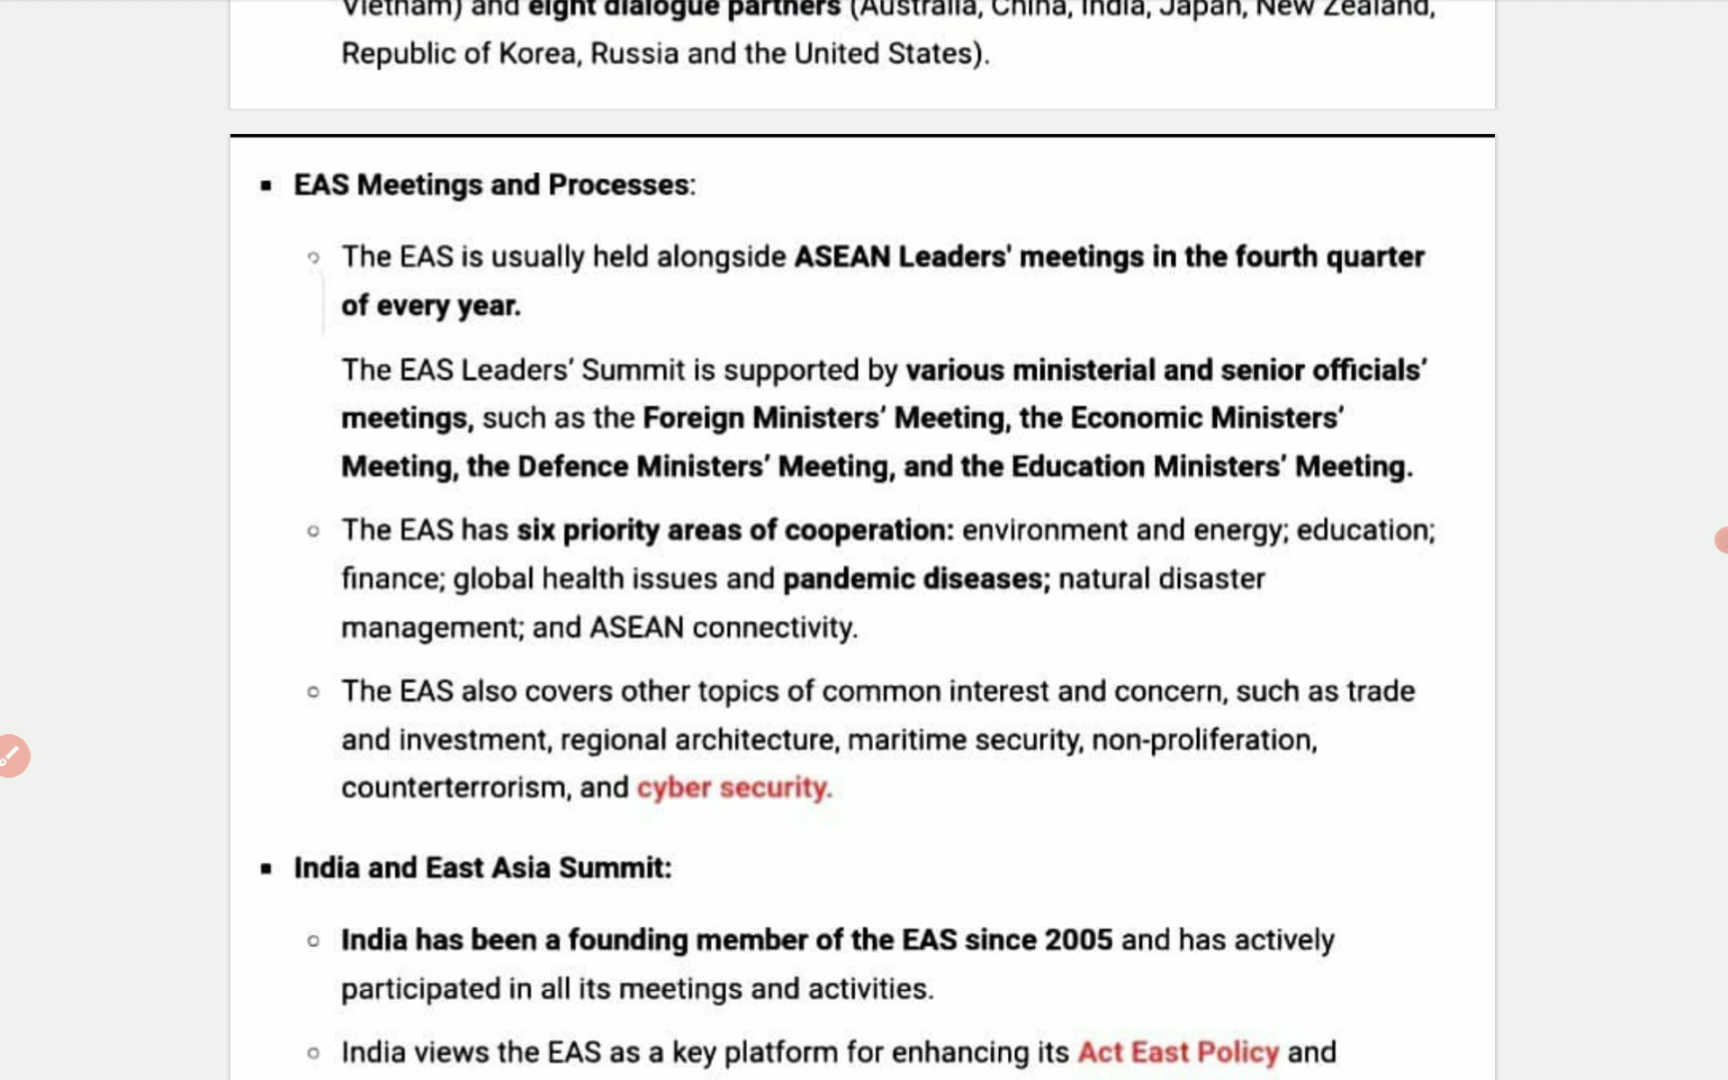 Vietnam) and eight dialogue partners (Australia, China, India, Japan, New Zealand,
Republic of Korea, Russia and the United States).
▪ EAS Meetings and Processes:
○ The EAS is usually held alongside ASEAN Leaders' meetings in the fourth quarter
of every year.
The EAS Leaders’ Summit is supported by various ministerial and senior officials’
meetings, such as the Foreign Ministers’ Meeting, the Economic Ministers’
Meeting, the Defence Ministers’ Meeting, and the Education Ministers’ Meeting.
○ The EAS has six priority areas of cooperation: environment and energy; education;
finance; global health issues and pandemic diseases; natural disaster
management; and ASEAN connectivity.
○ The EAS also covers other topics of common interest and concern, such as trade
and investment, regional architecture, maritime security, non-proliferation,
counterterrorism, and cyber security.
▪ India and East Asia Summit:
○ India has been a founding member of the EAS since 2005 and has actively
participated in all its meetings and activities.
○ India views the EAS as a key platform for enhancing its Act East Policy and